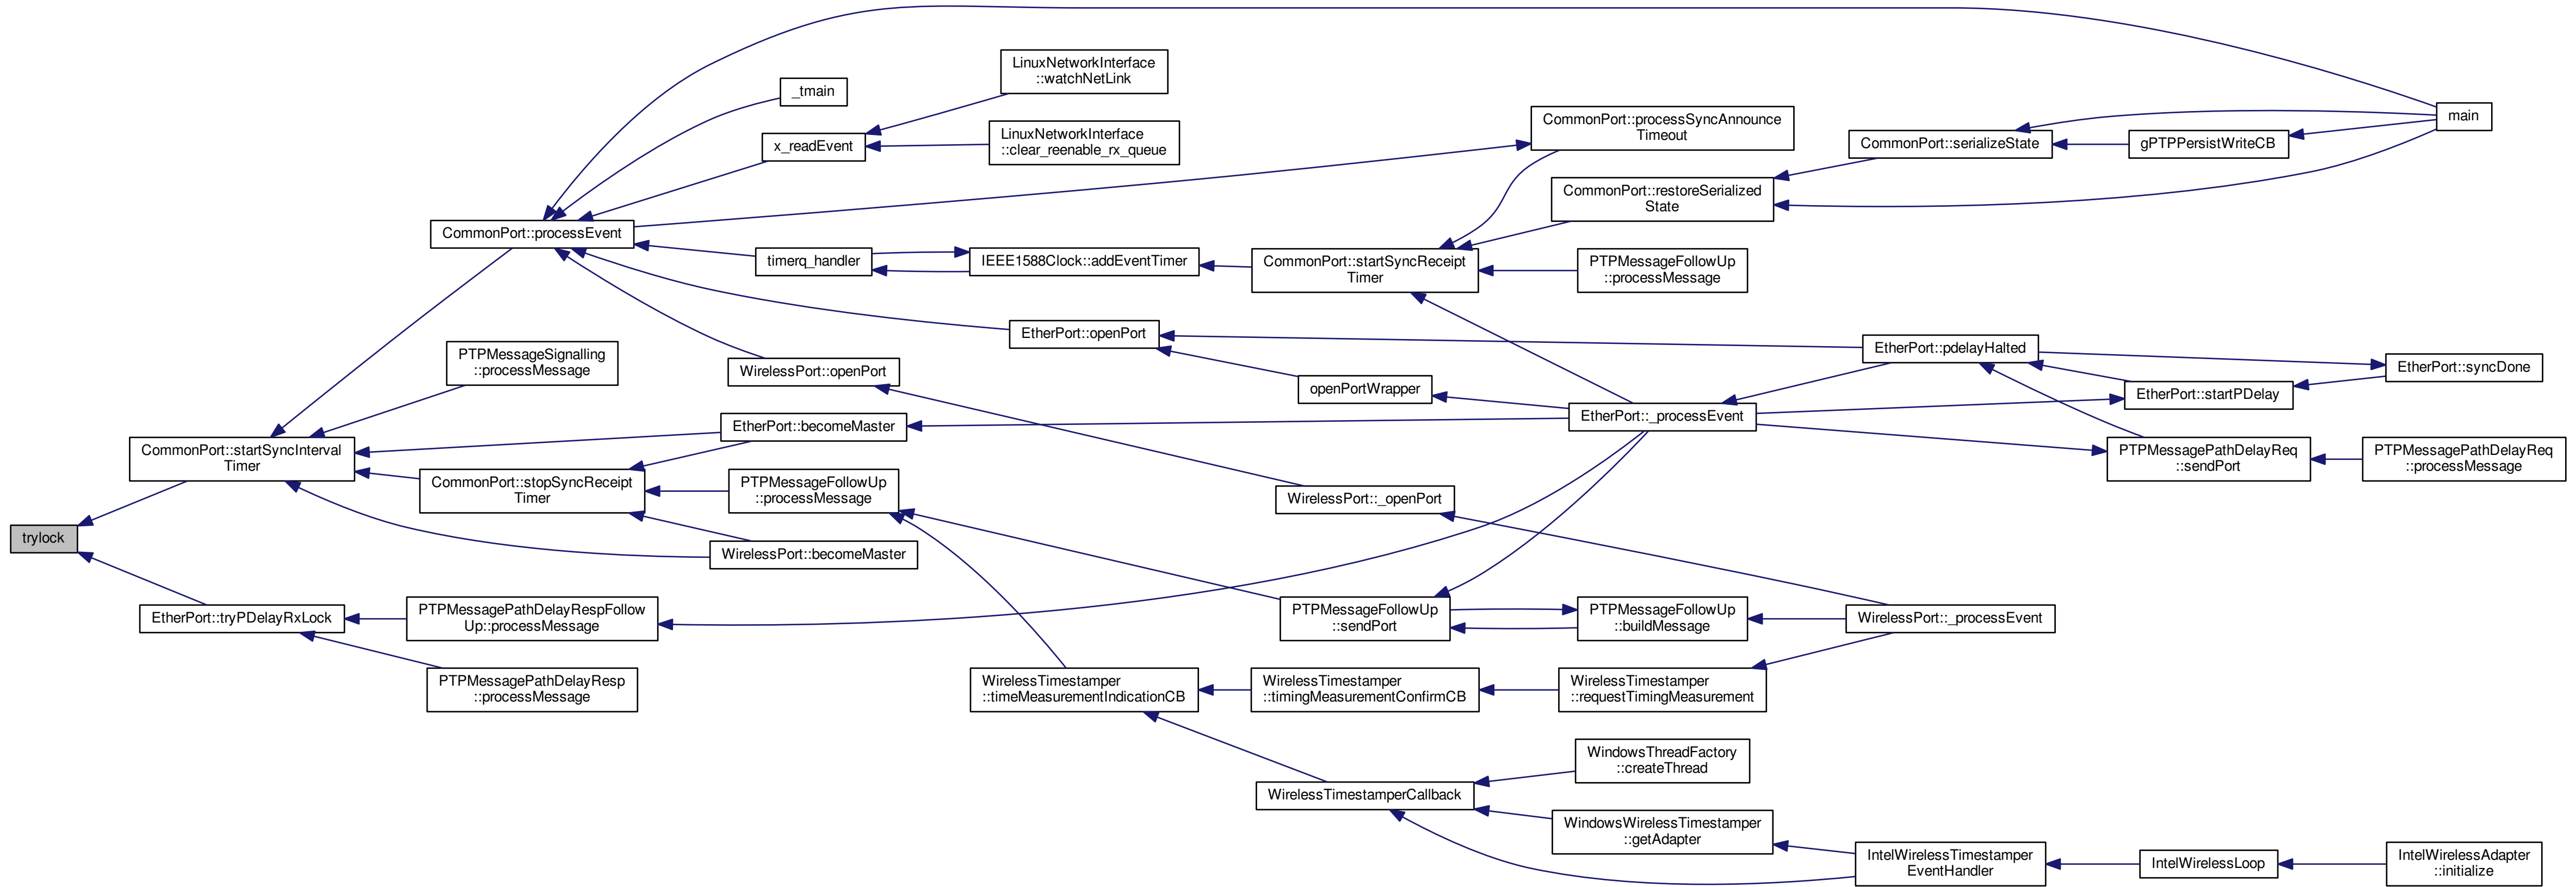 trylock
CommonPort::startSyncInterval
Timer
EtherPort::tryPDelayRxLock
CommonPort::processEvent
PTPMessageSignalling
::processMessage
CommonPort::stopSyncReceipt
Timer
PTPMessagePathDelayRespFollow
Up::processMessage
PTPMessagePathDelayResp
::processMessage
_tmain
x_readEvent
timerq_handler
WirelessPort::openPort
EtherPort::becomeMaster
PTPMessageFollowUp
::processMessage
WirelessPort::becomeMaster
LinuxNetworkInterface
::watchNetLink
LinuxNetworkInterface
::clear_reenable_rx_queue
IEEE1588Clock::addEventTimer
EtherPort::openPort
WirelessTimestamper
::timeMeasurementIndicationCB
CommonPort::startSyncReceipt
Timer
openPortWrapper
WirelessPort::_openPort
PTPMessageFollowUp
::sendPort
WirelessTimestamper
::timingMeasurementConfirmCB
WirelessTimestamperCallback
CommonPort::processSyncAnnounce
Timeout
CommonPort::restoreSerialized
State
PTPMessageFollowUp
::processMessage
EtherPort::_processEvent
PTPMessageFollowUp
::buildMessage
WirelessTimestamper
::requestTimingMeasurement
WindowsThreadFactory
::createThread
WindowsWirelessTimestamper
::getAdapter
CommonPort::serializeState
EtherPort::pdelayHalted
WirelessPort::_processEvent
IntelWirelessTimestamper
EventHandler
gPTPPersistWriteCB
EtherPort::startPDelay
PTPMessagePathDelayReq
::sendPort
IntelWirelessLoop
main
EtherPort::syncDone
PTPMessagePathDelayReq
::processMessage
IntelWirelessAdapter
::initialize